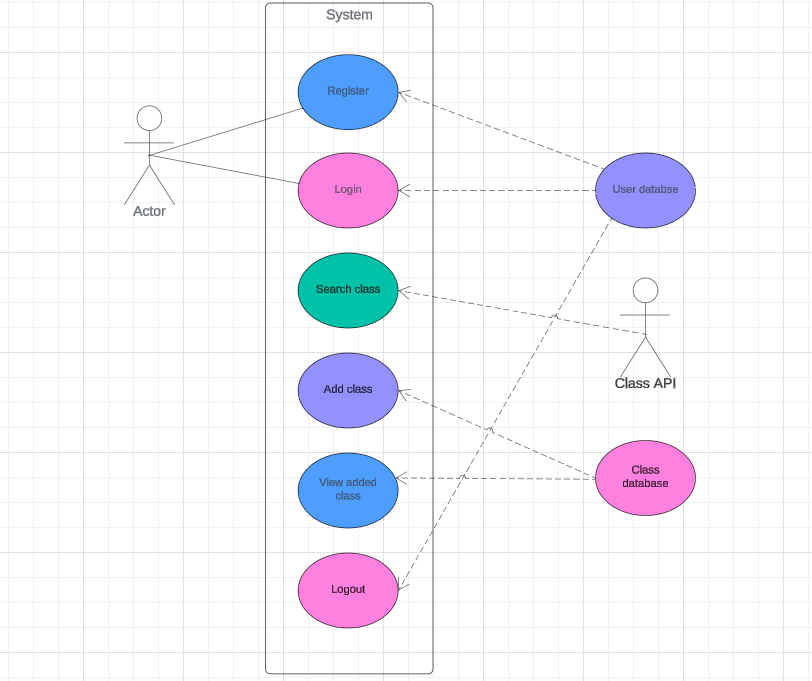 System
Register
Login
User databse
Actor
Search class
Class API
Add class
View added
class
Class
database
Logout